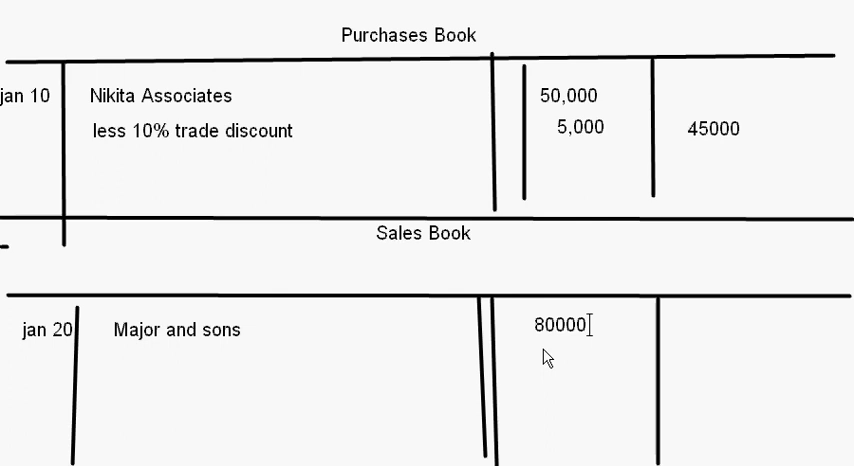 Purchases Book
jan 10 Nikita Associates 50,000
less 10% trade discount 5,000 45000
Sales Book
jan 20 Major and sons 80000